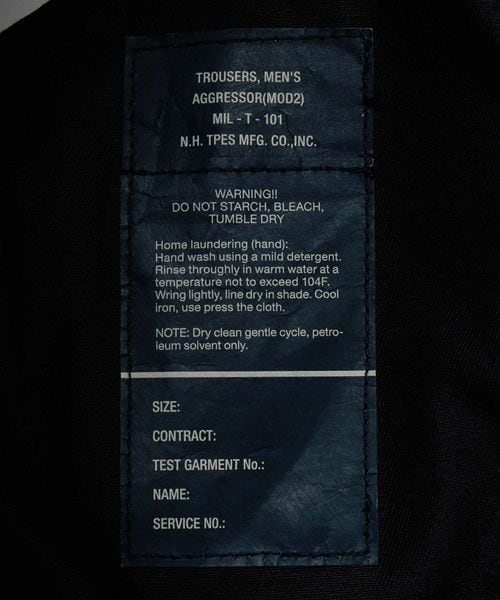 TROUSERS, MEN'S
AGGRESSOR(MOD2)
MIL - T - 101
N.H. TPES MFG. CO.,INC.
WARNING!!
DO NOT STARCH, BLEACH,
TUMBLE DRY
Home laundering (hand):
Hand wash using a mild detergent.
Rinse throughly in warm water at a
temperature not to exceed 104F.
Wring lightly, line dry in shade. Cool
iron, use press the cloth.
NOTE: Dry clean gentle cycle, petro-
leum solvent only.
SIZE:
CONTRACT:
TEST GARMENT No.:
NAME:
SERVICE NO.: